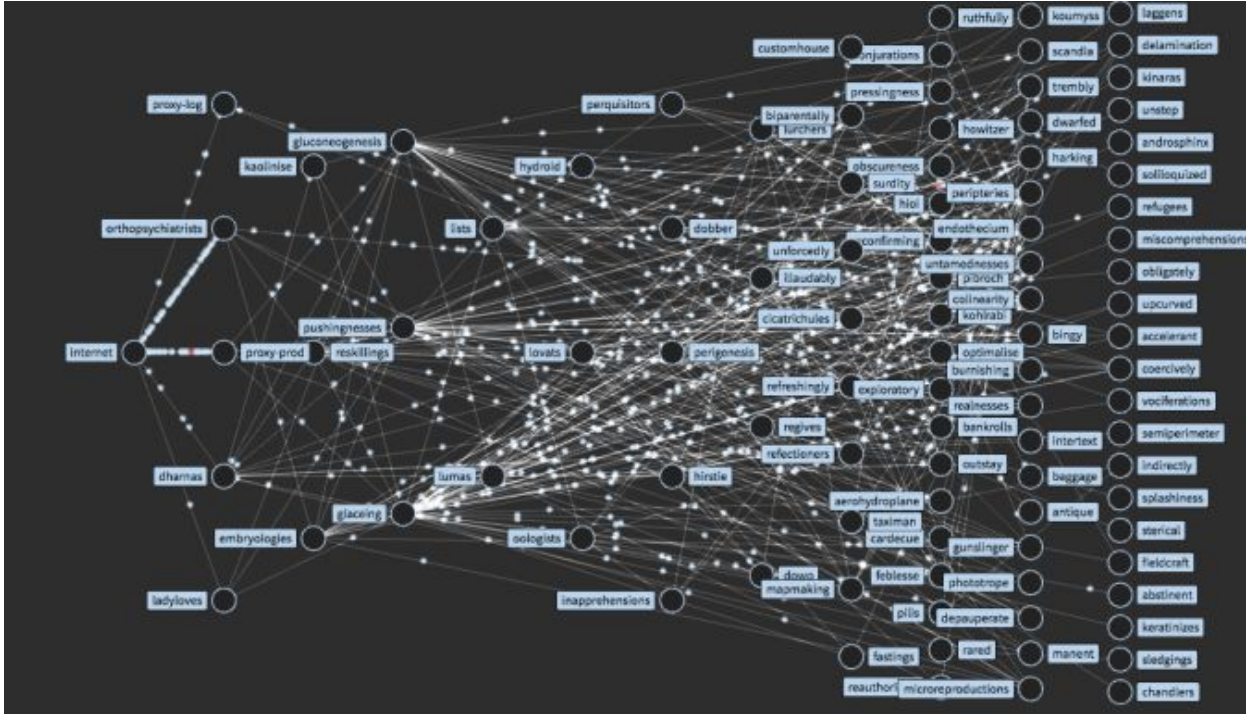 ruthfully
koumyss
laggens
customhouse
scandia
delamination
pressingness
trembly
kinaras
proxy-log
perquisitors
biparentally
lurchers
howitzer
dwarfed
unstep
gluconeogenesis
androsphinx
kaolinise
hydroid
obscureness
harking
soliloquized
surdity
peripteries
hioi
refugees
orthopsychiatrists
lists
dobber
endothecium
miscomprehensions
unforcedly
confirming
untamednesses
illaudably
pibroch
obligately
colinearity
upcurved
cicatrichules
kohlrabi
pushingnesses
bingy
accelerant
internet
proxy-prod
reskillings
lovats
perigenesis
optimalise
burnishing
coercively
refreshingly
exploratory
realnesses
vociferations
regives
bankrolls
semiperimeter
refectioners
intertext
outstay
indirectly
dharnas
lumas
hirstie
baggage
splashiness
aerohydroplane
glaceing
taximan
antique
sterical
embryologies
oologists
cardecue
gunslinger
fieldcraft
feblesse
phototrope
mapmaking
abstinent
ladyloves
inapprehensions
pills
depauperate
keratinizes
fastings
rared
manent
sledgings
microreproductions
chandlers